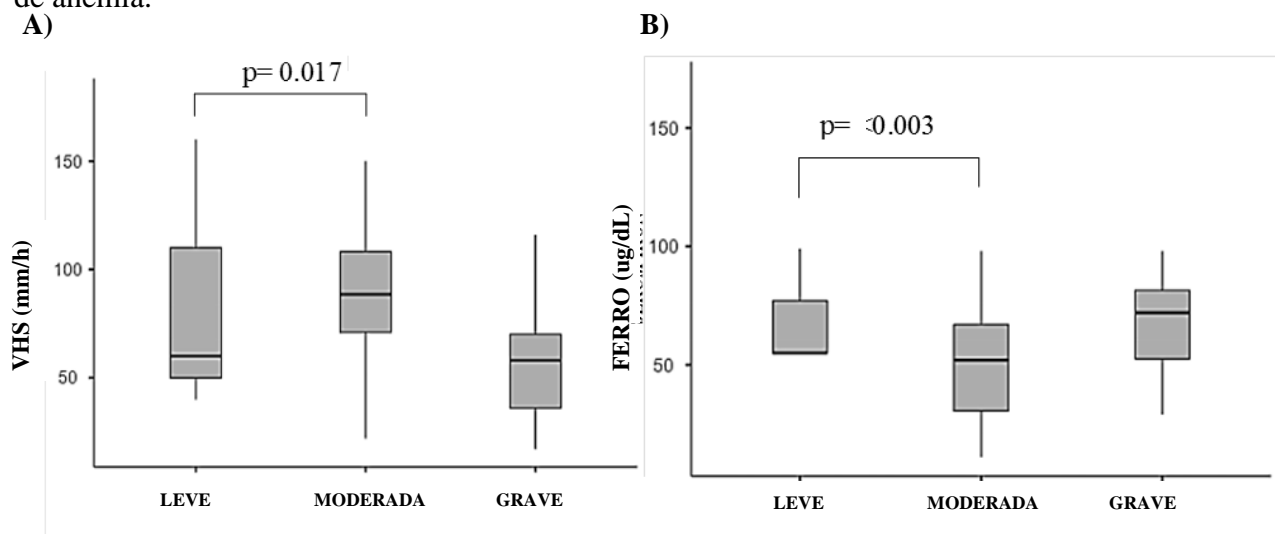 de anemia.
A)
B)
p= 0.017
150
100
50
VHS (mm/h)
LEVE MODERADA GRAVE
p= <0.003
150
100
50
FERRO (ug/dL)
LEVE MODERADA GRAVE